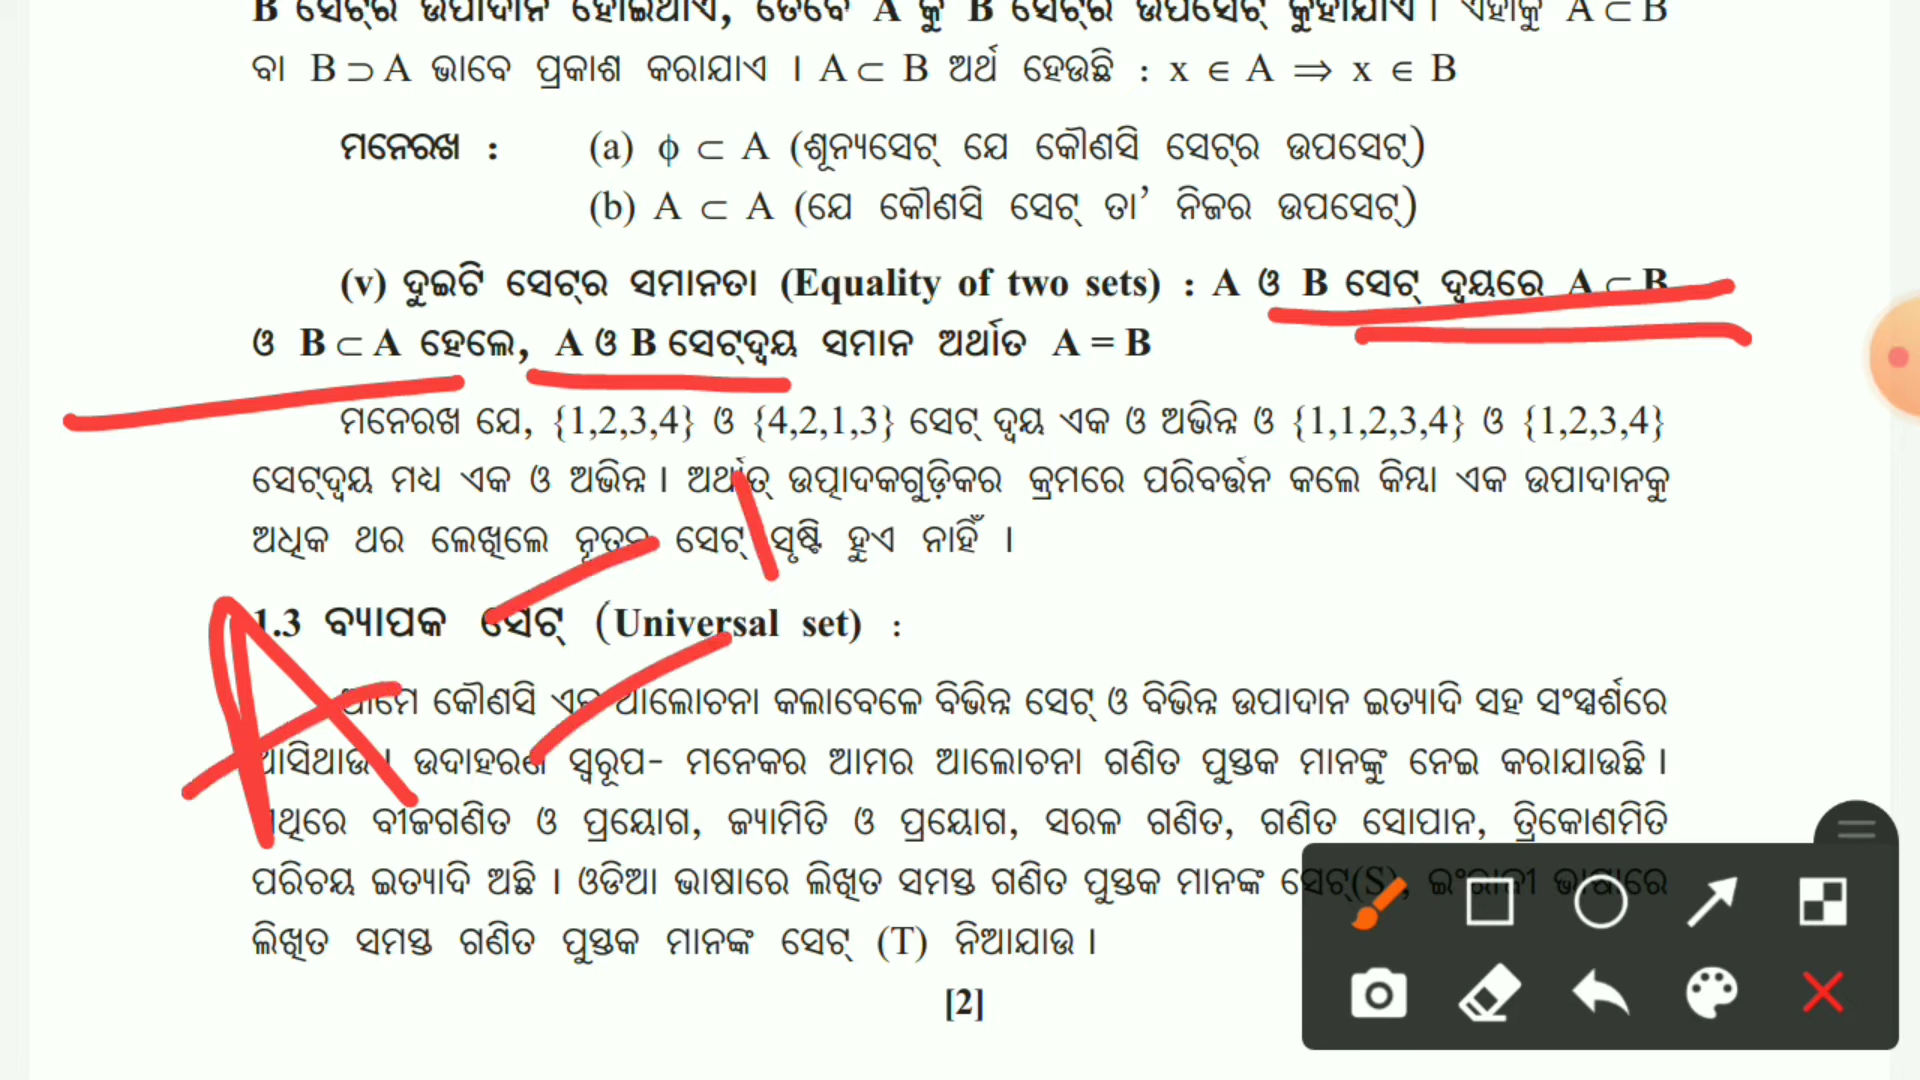 B ସେଟ୍‌ର ଉପାଦାନ ହୋଇଥାଏ, ତେବେ A କୁ B ସେଟ୍‌ର ଉପସେଟ୍ କୁହାଯାଏ । ଏହାକୁ A ⊂ B
ବା B ⊃ A ଭାବେ ପ୍ରକାଶ କରାଯାଏ । A ⊂ B ଅର୍ଥ ହେଉଛି : x ∈ A ⇒ x ∈ B
ମନେରଖ : (a) ϕ ⊂ A (ଶୂନ୍ୟସେଟ୍ ଯେ କୌଣସି ସେଟ୍‌ର ଉପସେଟ୍)
(b) A ⊂ A (ଯେ କୌଣସି ସେଟ୍ ତା’ ନିଜର ଉପସେଟ୍)
(v) ଦୁଇଟି ସେଟ୍‌ର ସମାନତା (Equality of two sets) : A ଓ B ସେଟ୍ ଦ୍ୱୟରେ A ⊂ B
ଓ B ⊂ A ହେଲେ, A ଓ B ସେଟ୍‌ଦ୍ୱୟ ସମାନ ଅର୍ଥାତ A = B
ମନେରଖ ଯେ, {1,2,3,4} ଓ {4,2,1,3} ସେଟ୍ ଦ୍ୱୟ ଏକ ଓ ଅଭିନ୍ନ ଓ {1,1,2,3,4} ଓ {1,2,3,4}
ସେଟ୍‌ଦ୍ୱୟ ମଧ୍ୟ ଏକ ଓ ଅଭିନ୍ନ । ଅର୍ଥାତ୍ ଉତ୍ପାଦକଗୁଡ଼ିକର କ୍ରମରେ ପରିବର୍ତ୍ତନ କଲେ କିମ୍ବା ଏକ ଉପାଦାନକୁ
ଅଧିକ ଥର ଲେଖିଲେ ନୂତନ ସେଟ୍ ସୃଷ୍ଟି ହୁଏ ନାହିଁ ।
1.3 ବ୍ୟାପକ ସେଟ୍ (Universal set) :
ଆମେ କୌଣସି ଏକ ଆଲୋଚନା କଲାବେଳେ ବିଭିନ୍ନ ସେଟ୍ ଓ ବିଭିନ୍ନ ଉପାଦାନ ଇତ୍ୟାଦି ସହ ସଂସ୍ପର୍ଶରେ
ଆସିଥାଉ । ଉଦାହରଣ ସ୍ୱରୂପ- ମନେକର ଆମର ଆଲୋଚନା ଗଣିତ ପୁସ୍ତକ ମାନଙ୍କୁ ନେଇ କରାଯାଉଛି ।
ଏଥିରେ ବୀଜଗଣିତ ଓ ପ୍ରୟୋଗ, ଜ୍ୟାମିତି ଓ ପ୍ରୟୋଗ, ସରଳ ଗଣିତ, ଗଣିତ ସୋପାନ, ତ୍ରିକୋଣମିତି
ପରିଚୟ ଇତ୍ୟାଦି ଅଛି । ଓଡିଆ ଭାଷାରେ ଲିଖିତ ସମସ୍ତ ଗଣିତ ପୁସ୍ତକ ମାନଙ୍କ ସେଟ୍(S), ଇଂରାଜୀ ଭାଷାରେ
ଲିଖିତ ସମସ୍ତ ଗଣିତ ପୁସ୍ତକ ମାନଙ୍କ ସେଟ୍ (T) ନିଆଯାଉ ।
[2]
A